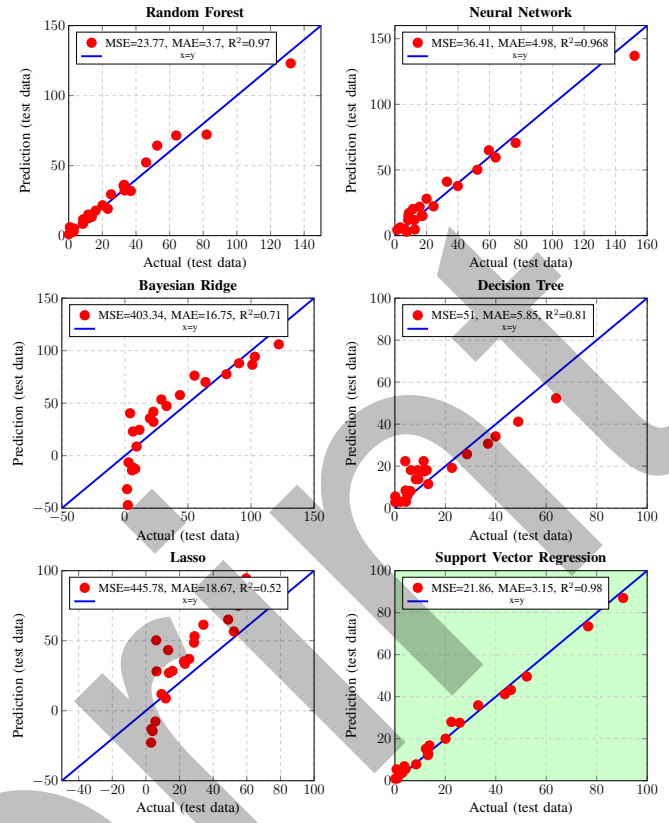 Random Forest
MSE=23.77, MAE=3.7, R²=0.97
x=y
150
100
50
0
0 20 40 60 80 100 120 140
Prediction (test data)
Actual (test data)
Neural Network
MSE=36.41, MAE=4.98, R²=0.968
x=y
150
100
50
0
0 20 40 60 80 100 120 140 160
Prediction (test data)
Actual (test data)
Bayesian Ridge
MSE=403.34, MAE=16.75, R²=0.71
x=y
150
100
50
0
−50
−50 0 50 100 150
Prediction (test data)
Actual (test data)
Decision Tree
MSE=51, MAE=5.85, R²=0.81
x=y
100
80
60
40
20
0
0 20 40 60 80 100
Prediction (test data)
Actual (test data)
Lasso
MSE=445.78, MAE=18.67, R²=0.52
x=y
100
50
0
−50
−40 −20 0 20 40 60 80 100
Prediction (test data)
Actual (test data)
Support Vector Regression
MSE=21.86, MAE=3.15, R²=0.98
x=y
100
80
60
40
20
0
0 20 40 60 80 100
Prediction (test data)
Actual (test data)